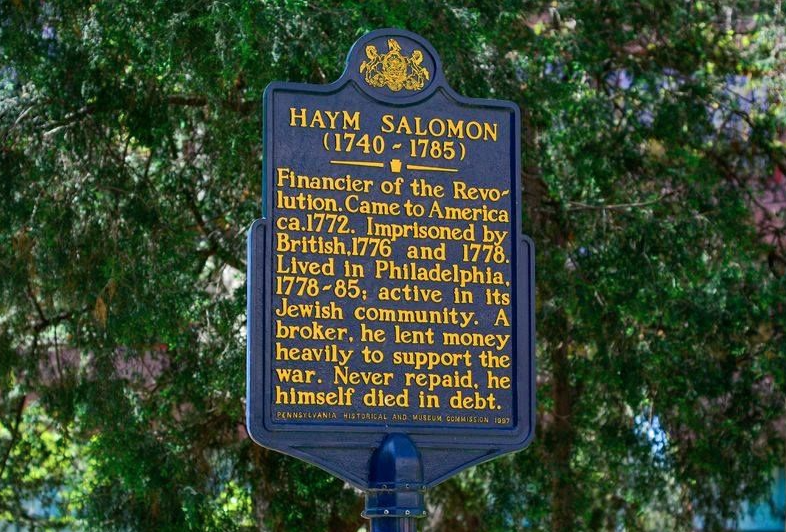 HAYM SALOMON
(1740 - 1785)
Financier of the Revo-
lution. Came to America
ca.1772. Imprisoned by
British,1776 and 1778.
Lived in Philadelphia,
1778-85; active in its
Jewish community. A
broker, he lent money
heavily to support the
war. Never repaid, he
himself died in debt.
PENNSYLVANIA HISTORICAL AND MUSEUM COMMISSION 1997